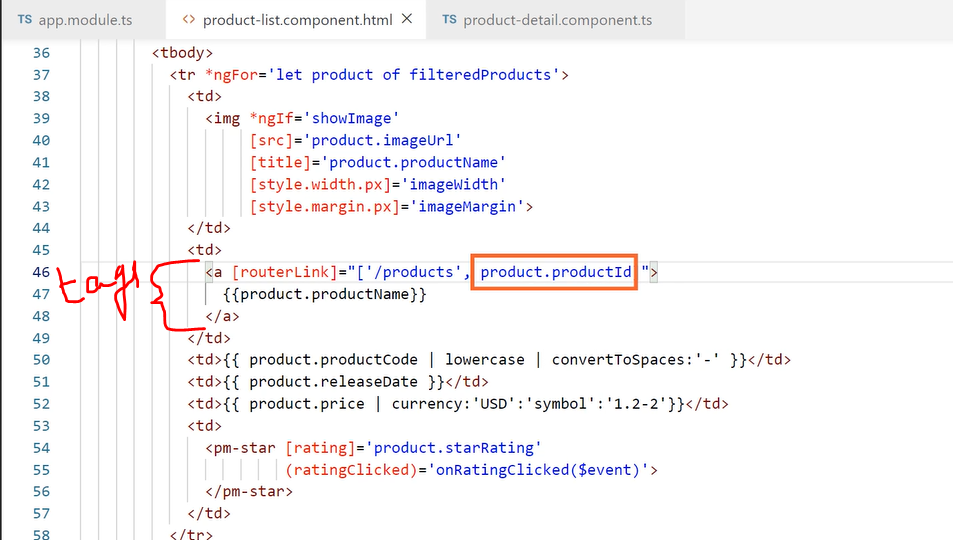 TS app.module.ts <> product-list.component.html × TS product-detail.component.ts
36 <tbody>
37 <tr *ngFor='let product of filteredProducts'>
38 <td>
39 <img *ngIf='showImage'
40 [src]='product.imageUrl'
41 [title]='product.productName'
42 [style.width.px]='imageWidth'
43 [style.margin.px]='imageMargin'>
44 </td>
45 <td>
46 <a [routerLink]="['/products', product.productId ">
47 {{product.productName}}
48 </a>
tags
49 </td>
50 <td>{{ product.productCode | lowercase | convertToSpaces:'-' }}</td>
51 <td>{{ product.releaseDate }}</td>
52 <td>{{ product.price | currency:'USD':'symbol':'1.2-2'}}</td>
53 <td>
54 <pm-star [rating]='product.starRating'
55 (ratingClicked)='onRatingClicked($event)'>
56 </pm-star>
57 </td>
58 </tr>